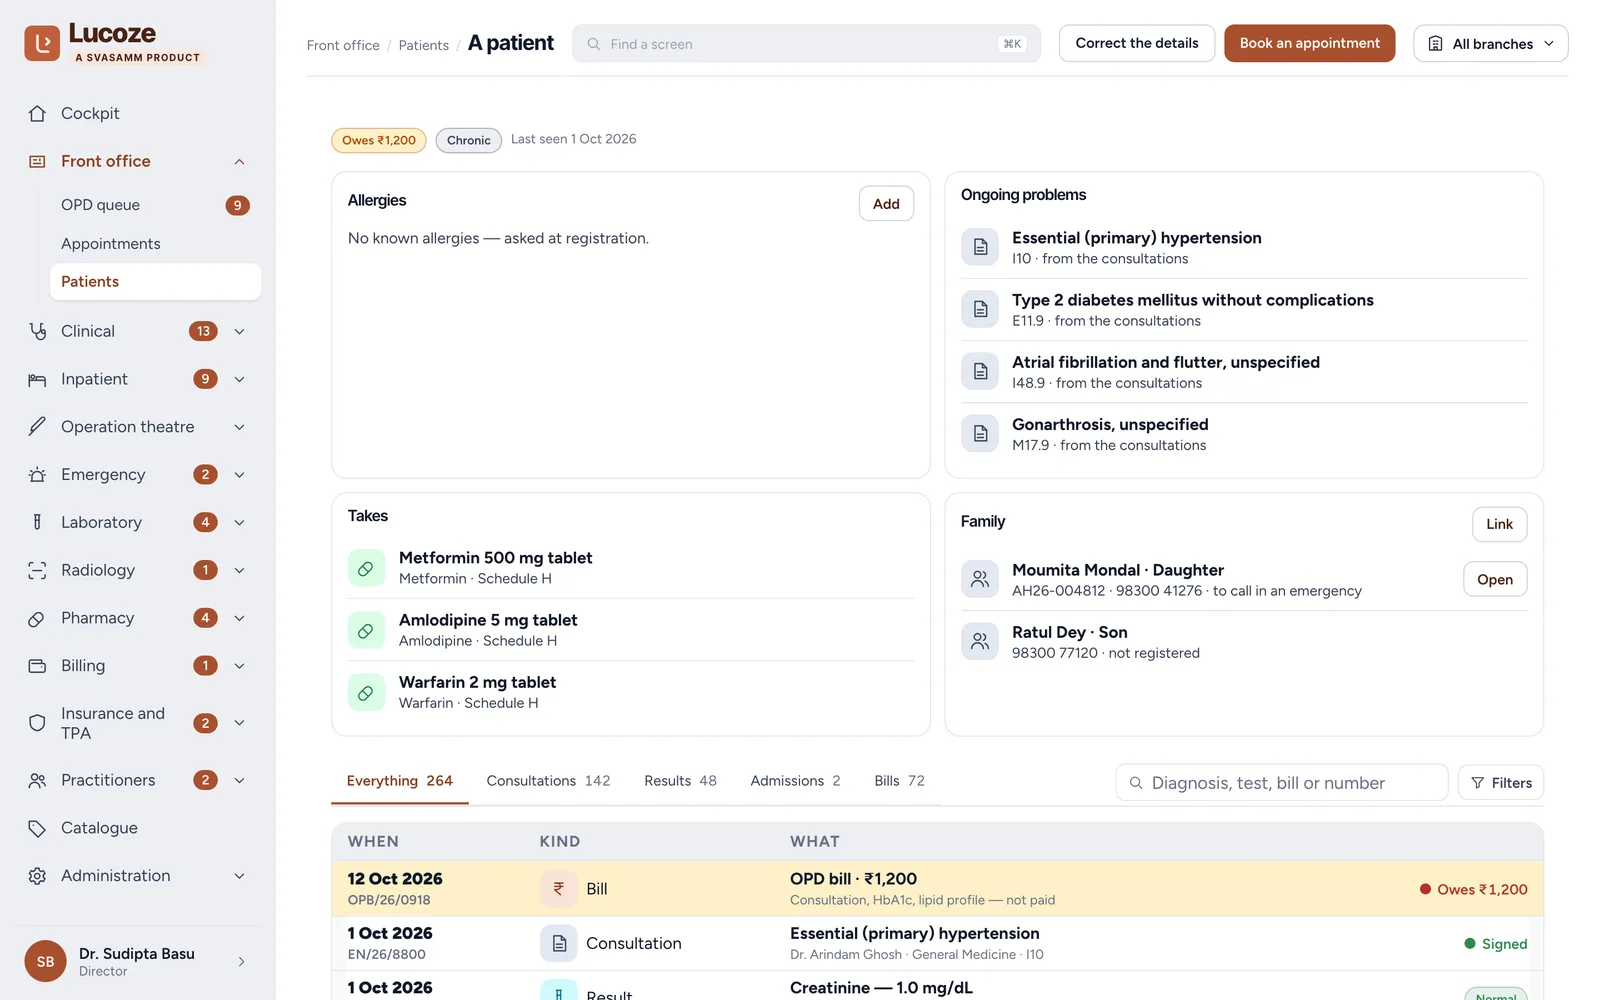 Lucoze
A SVASAMM PRODUCT
Cockpit
Front office
OPD queue 9
Appointments
Patients
Clinical 13
Inpatient 9
Operation theatre
Emergency 2
Laboratory 4
Radiology 1
Pharmacy 4
Billing 1
Insurance and
TPA 2
Practitioners 2
Catalogue
Administration
SB
Dr. Sudipta Basu
Director
Front office / Patients / A patient
Find a screen ⌘K
Correct the details
Book an appointment
All branches
Owes ₹1,200
Chronic
Last seen 1 Oct 2026
Allergies
Add
No known allergies — asked at registration.
Ongoing problems
Essential (primary) hypertension
I10 · from the consultations
Type 2 diabetes mellitus without complications
E11.9 · from the consultations
Atrial fibrillation and flutter, unspecified
I48.9 · from the consultations
Gonarthrosis, unspecified
M17.9 · from the consultations
Takes
Metformin 500 mg tablet
Metformin · Schedule H
Amlodipine 5 mg tablet
Amlodipine · Schedule H
Warfarin 2 mg tablet
Warfarin · Schedule H
Family
Link
Moumita Mondal · Daughter
AH26-004812 · 98300 41276 · to call in an emergency
Open
Ratul Dey · Son
98300 77120 · not registered
Everything 264
Consultations 142
Results 48
Admissions 2
Bills 72
Diagnosis, test, bill or number
Filters
WHEN KIND WHAT
12 Oct 2026
OPB/26/0918
₹ Bill
OPD bill · ₹1,200
Consultation, HbA1c, lipid profile — not paid
Owes ₹1,200
1 Oct 2026
EN/26/8800
Consultation
Essential (primary) hypertension
Dr. Arindam Ghosh · General Medicine · I10
Signed
1 Oct 2026
Result
Creatinine — 1.0 mg/dL
Normal